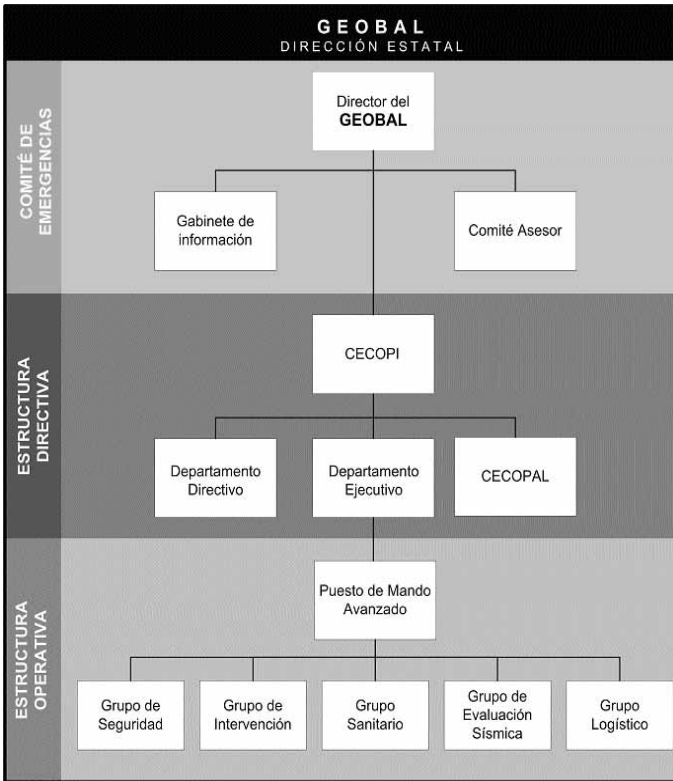 GEOBAL
DIRECCIÓN ESTATAL
COMITÉ DE
EMERGENCIAS
Director del
GEOBAL
Gabinete de
información
Comité Asesor
ESTRUCTURA
DIRECTIVA
CECOPI
Departamento
Directivo
Departamento
Ejecutivo
CECOPAL
ESTRUCTURA
OPERATIVA
Puesto de Mando
Avanzado
Grupo de
Seguridad
Grupo de
Intervención
Grupo
Sanitario
Grupo de
Evaluación
Sísmica
Grupo
Logístico